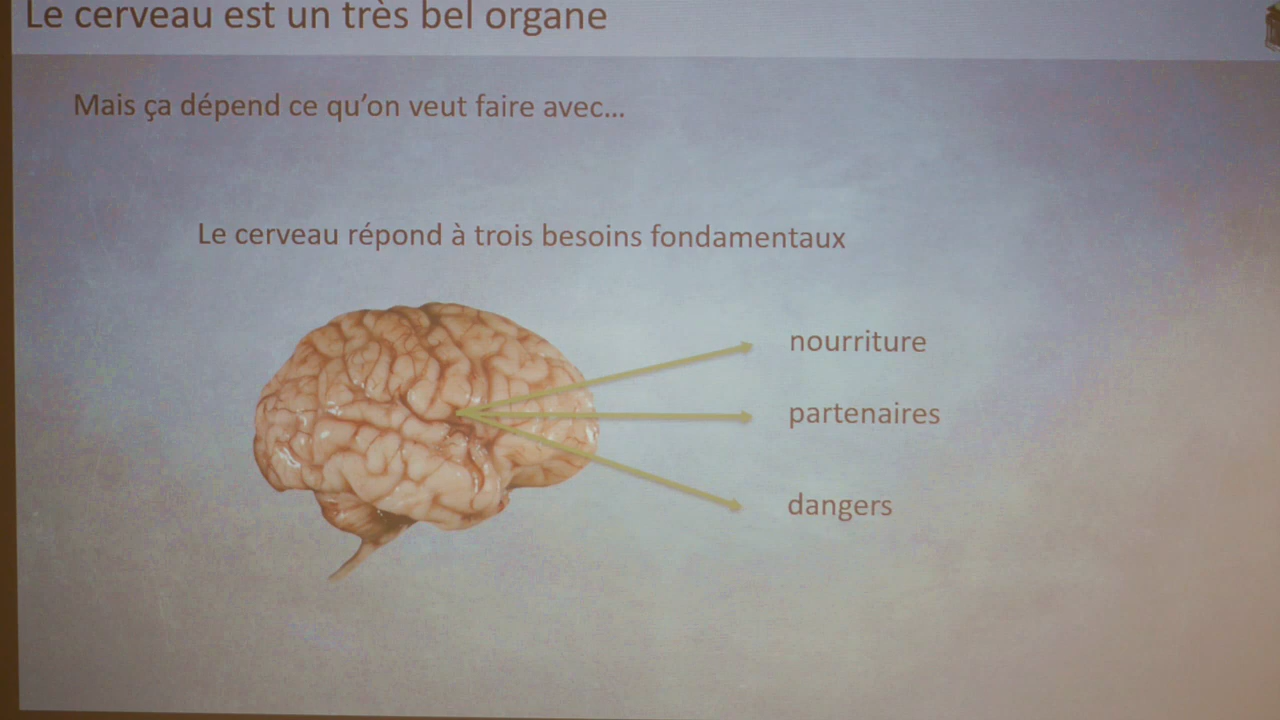 Le cerveau est un très bel organe
Mais ça dépend ce qu'on veut faire avec...
Le cerveau répond à trois besoins fondamentaux
nourriture
partenaires
dangers